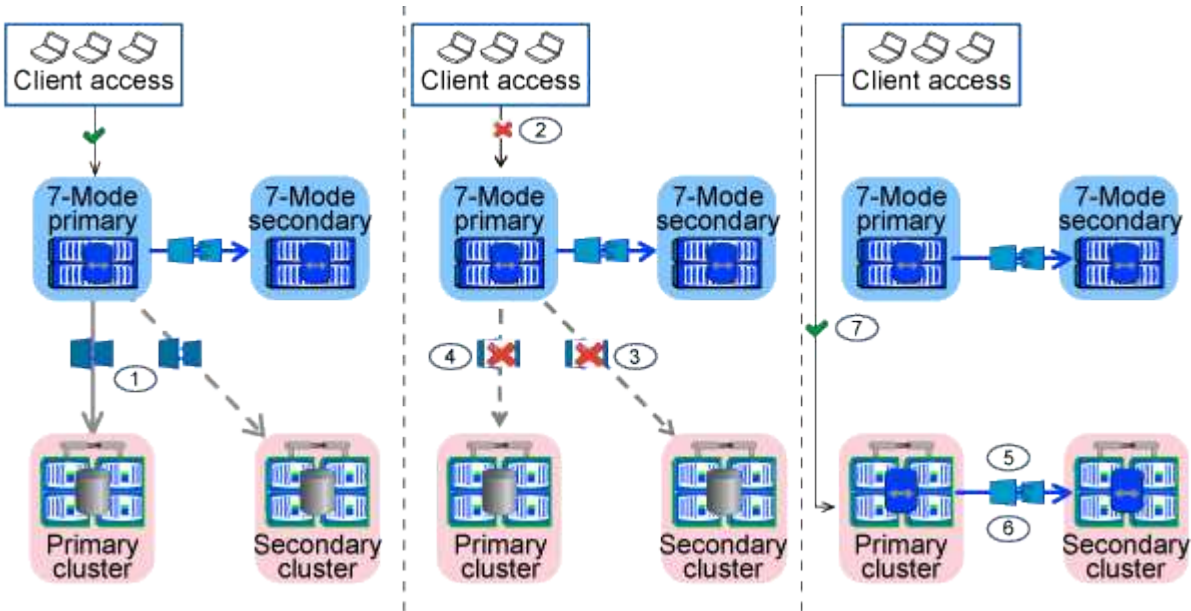 Client access
7-Mode
primary
7-Mode
secondary
1
Primary
cluster
Secondary
cluster
Client access
2
7-Mode
primary
7-Mode
secondary
4
3
Primary
cluster
Secondary
cluster
Client access
7-Mode
primary
7-Mode
secondary
7
5
6
Primary
cluster
Secondary
cluster